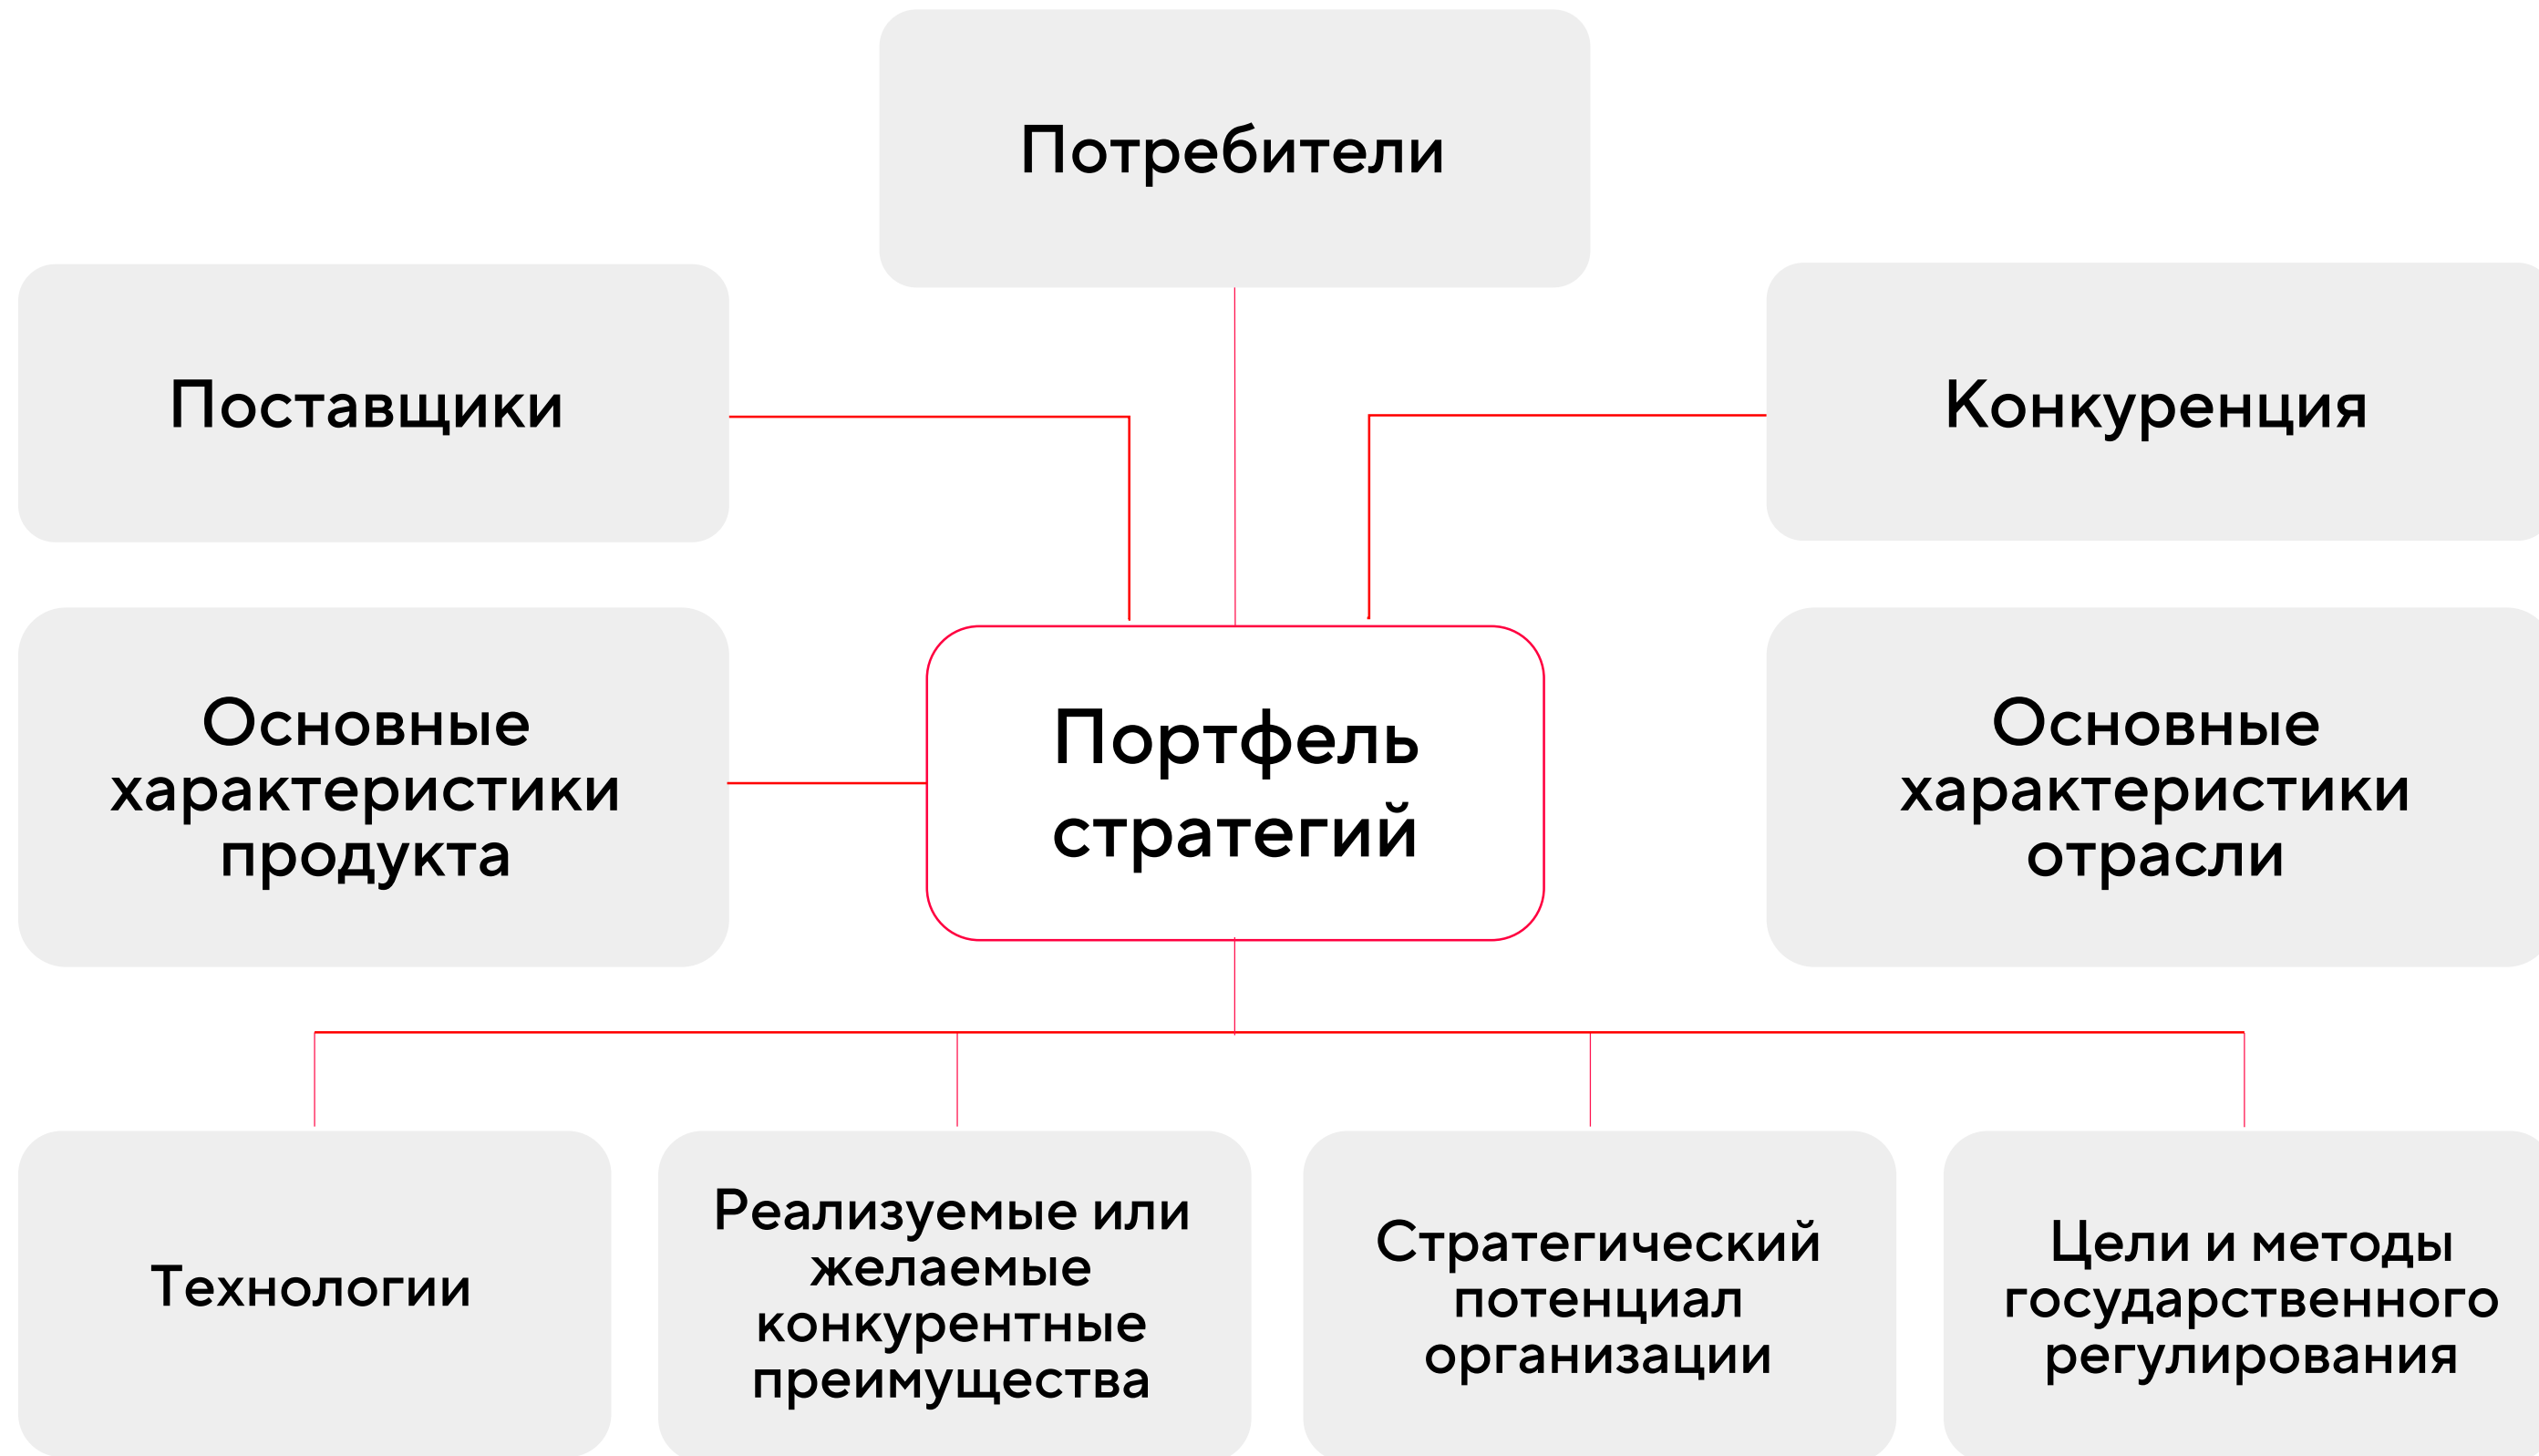 Потребители
Поставщики
Конкуренция
Основные
характеристики
продукта
Портфель
стратегий
Основные
характеристики
отрасли
Технологии
Реализуемые или
желаемые
конкурентные
преимущества
Стратегический
потенциал
организации
Цели и методы
государственного
регулирования